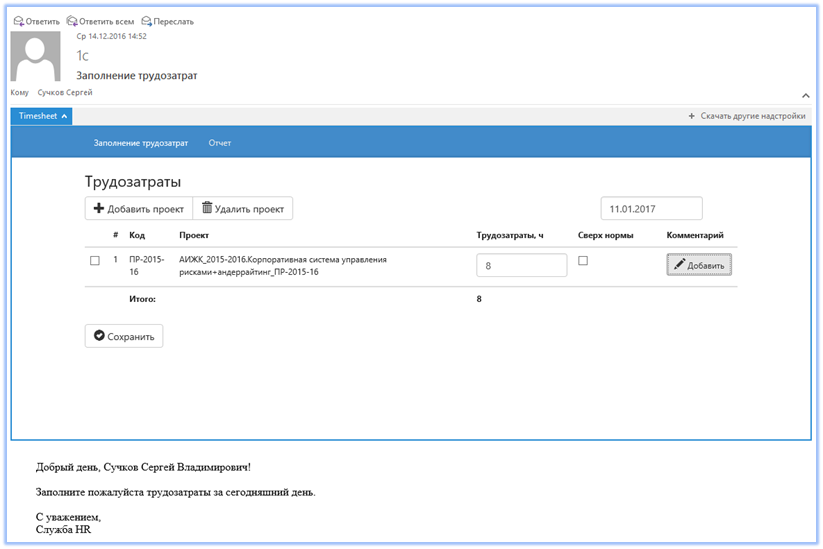 Ответить Ответить всем Переслать
Ср 14.12.2016 14:52
1c
Заполнение трудозатрат
Кому Сучков Сергей
Timesheet + Скачать другие надстройки
Заполнение трудозатрат Отчет
Трудозатраты
Добавить проект Удалить проект 11.01.2017
# Код Проект Трудозатраты, ч Сверх нормы Комментарий
1 ПР-2015- АИЖК_2015-2016.Корпоративная система управления 8 Добавить
16 рисками+андеррайтинг_ПР-2015-16
Итого: 8
Сохранить
Добрый день, Сучков Сергей Владимирович!
Заполните пожалуйста трудозатраты за сегодняшний день.
С уважением,
Служба HR